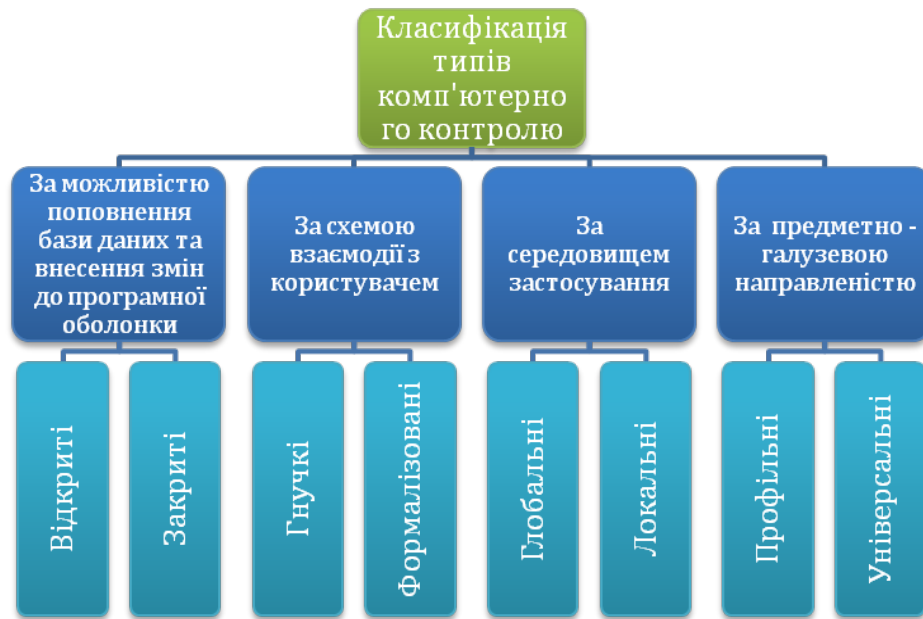 Класифікація
типів
комп'ютерно
го контролю
За можливістю
поповнення
бази даних та
внесення змін
до програмної
оболонки
За схемою
взаємодії з
користувачем
За
середовищем
застосування
За предметно -
галузевою
направленістю
Відкриті
Закриті
Гнучкі
Формалізовані
Глобальні
Локальні
Профільні
Універсальні